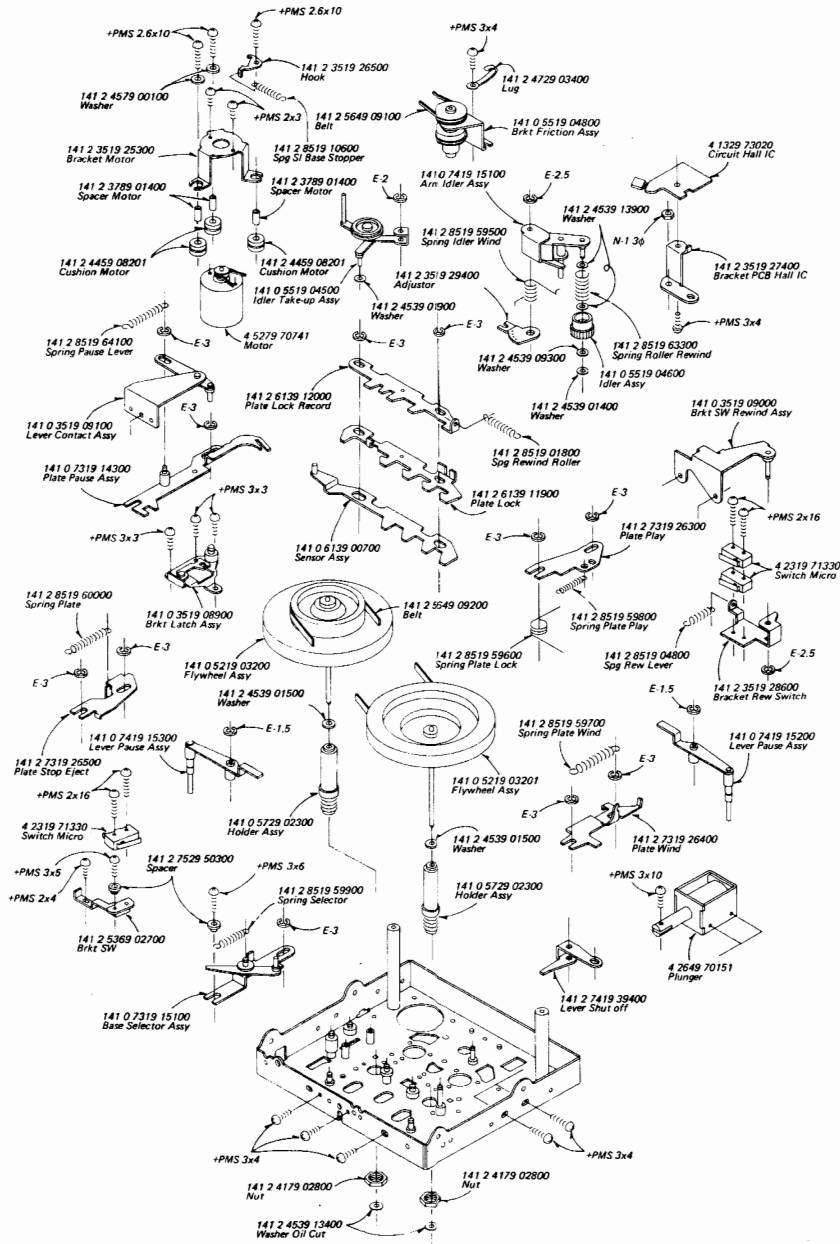 +PMS 2.6x10
+PMS 2.6x10
141 2 3519 26500
Hook
141 2 4579 00100
Washer
+PMS 2x3
141 2 3519 25300
Bracket Motor
141 2 8519 10600
Spg Sl Base Stopper
141 2 3789 01400
Spacer Motor
141 2 3789 01400
Spacer Motor
141 2 4459 08201
Cushion Motor
141 2 4459 08201
Cushion Motor
4 5279 70741
Motor
+PMS 3x4
141 2 4729 03400
Lug
141 2 5649 09100
Belt
141 0 5519 04800
Brkt Friction Assy
E-2
141 0 7419 15100
Arm Idler Assy
E-2.5
4 1329 73020
Circuit Hall IC
141 2 4539 13900
Washer
N-1 3φ
141 2 8519 59500
Spring Idler Wind
141 2 3519 27400
Bracket PCB Hall IC
141 2 3519 29400
Adjustor
+PMS 3x4
141 0 5519 04500
Idler Take-up Assy
141 2 4539 01900
Washer
141 2 8519 63300
Spring Roller Rewind
141 2 4539 09300
Washer
141 0 5519 04600
Idler Assy
141 2 4539 01400
Washer
141 2 8519 64100
Spring Pause Lever
E-3
E-3
E-3
141 2 6139 12000
Plate Lock Record
141 0 3519 09100
Lever Contact Assy
E-3
141 0 3519 09000
Brkt SW Rewind Assy
141 2 8519 01800
Spg Rewind Roller
141 0 7319 14300
Plate Pause Assy
141 2 6139 11900
Plate Lock
+PMS 3x3
+PMS 3x3
E-3
E-3
141 2 7319 26300
Plate Play
+PMS 2x16
141 0 6139 00700
Sensor Assy
4 2319 71330
Switch Micro
141 2 8519 60000
Spring Plate
141 0 3519 08900
Brkt Latch Assy
141 2 5649 09200
Belt
141 2 8519 59800
Spring Plate Play
141 2 8519 59600
Spring Plate Lock
141 2 8519 04800
Spg Rew Lever
E-2.5
141 2 3519 28600
Bracket Rew Switch
E-3
E-3
141 0 5219 03200
Flywheel Assy
141 2 4539 01500
Washer
E-1.5
141 0 7419 15300
Lever Pause Assy
E-1.5
141 2 8519 59700
Spring Plate Wind
141 0 7419 15200
Lever Pause Assy
141 2 7319 26500
Plate Stop Eject
141 0 5219 03201
Flywheel Assy
E-3
E-3
+PMS 2x16
4 2319 71330
Switch Micro
141 0 5729 02300
Holder Assy
141 2 4539 01500
Washer
141 2 7319 26400
Plate Wind
+PMS 3x5
+PMS 2x4
141 2 7529 50300
Spacer
+PMS 3x6
141 2 8519 59900
Spring Selector
E-3
141 0 5729 02300
Holder Assy
+PMS 3x10
141 2 5369 02700
Brkt SW
4 2649 70151
Plunger
141 2 7419 39400
Lever Shut off
141 0 7319 15100
Base Selector Assy
+PMS 3x4
+PMS 3x4
141 2 4179 02800
Nut
141 2 4179 02800
Nut
141 2 4539 13400
Washer Oil Cut